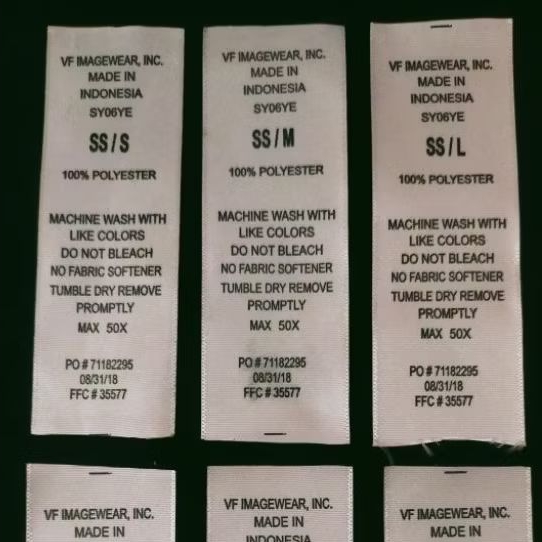 VF IMAGEWEAR, INC.
MADE IN
INDONESIA
SY06YE
SS/S
100% POLYESTER
MACHINE WASH WITH
LIKE COLORS
DO NOT BLEACH
NO FABRIC SOFTENER
TUMBLE DRY REMOVE
PROMPTLY
MAX 50X
PO # 71182295
08/31/18
FFC # 35577
VF IMAGEWEAR, INC.
MADE IN
INDONESIA
SY06YE
SS/M
100% POLYESTER
MACHINE WASH WITH
LIKE COLORS
DO NOT BLEACH
NO FABRIC SOFTENER
TUMBLE DRY REMOVE
PROMPTLY
MAX 50X
PO # 71182295
08/31/18
FFC # 35577
VF IMAGEWEAR, INC.
MADE IN
INDONESIA
SY06YE
SS/L
100% POLYESTER
MACHINE WASH WITH
LIKE COLORS
DO NOT BLEACH
NO FABRIC SOFTENER
TUMBLE DRY REMOVE
PROMPTLY
MAX 50X
PO # 71182295
08/31/18
FFC # 35577
VF IMAGEWEAR, INC.
MADE IN
VF IMAGEWEAR, INC.
MADE IN
INDONESIA
VF IMAGEWEAR, INC.
MADE IN